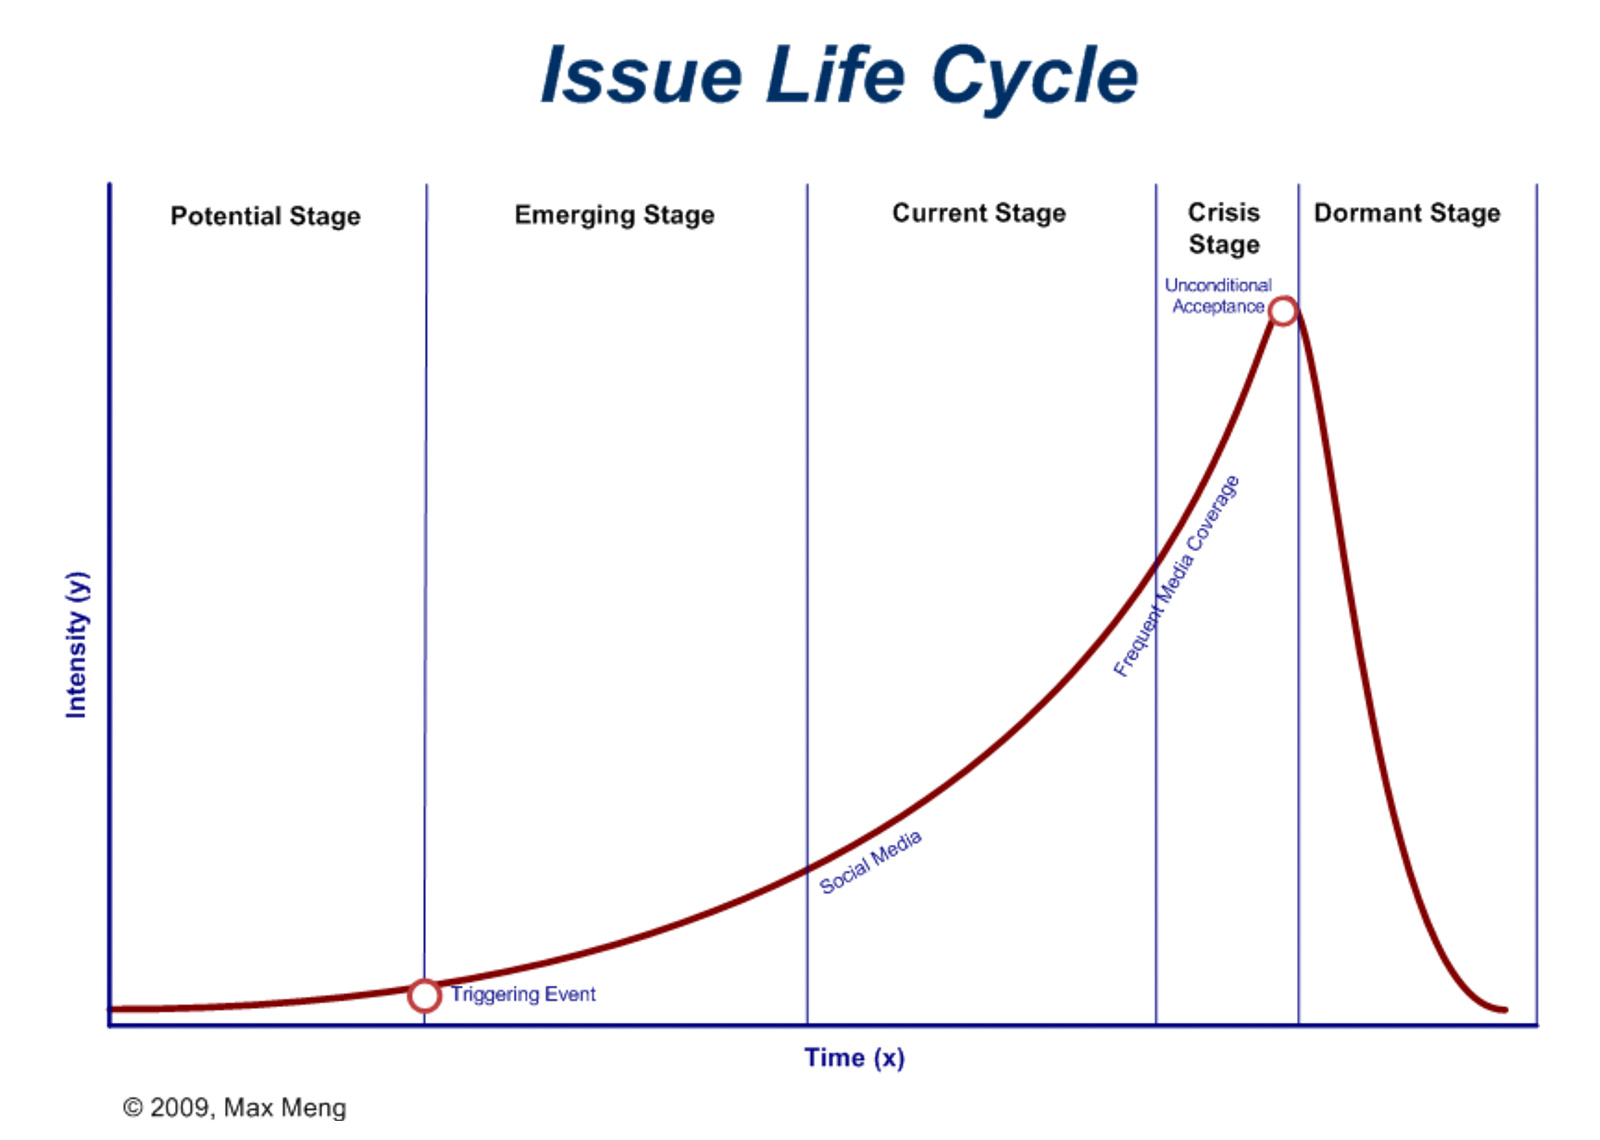 Issue Life Cycle
Potential Stage
Emerging Stage
Current Stage
Crisis
Stage
Dormant Stage
Unconditional
Acceptance
Frequent Media Coverage
Social Media
Triggering Event
Intensity (y)
Time (x)
© 2009, Max Meng